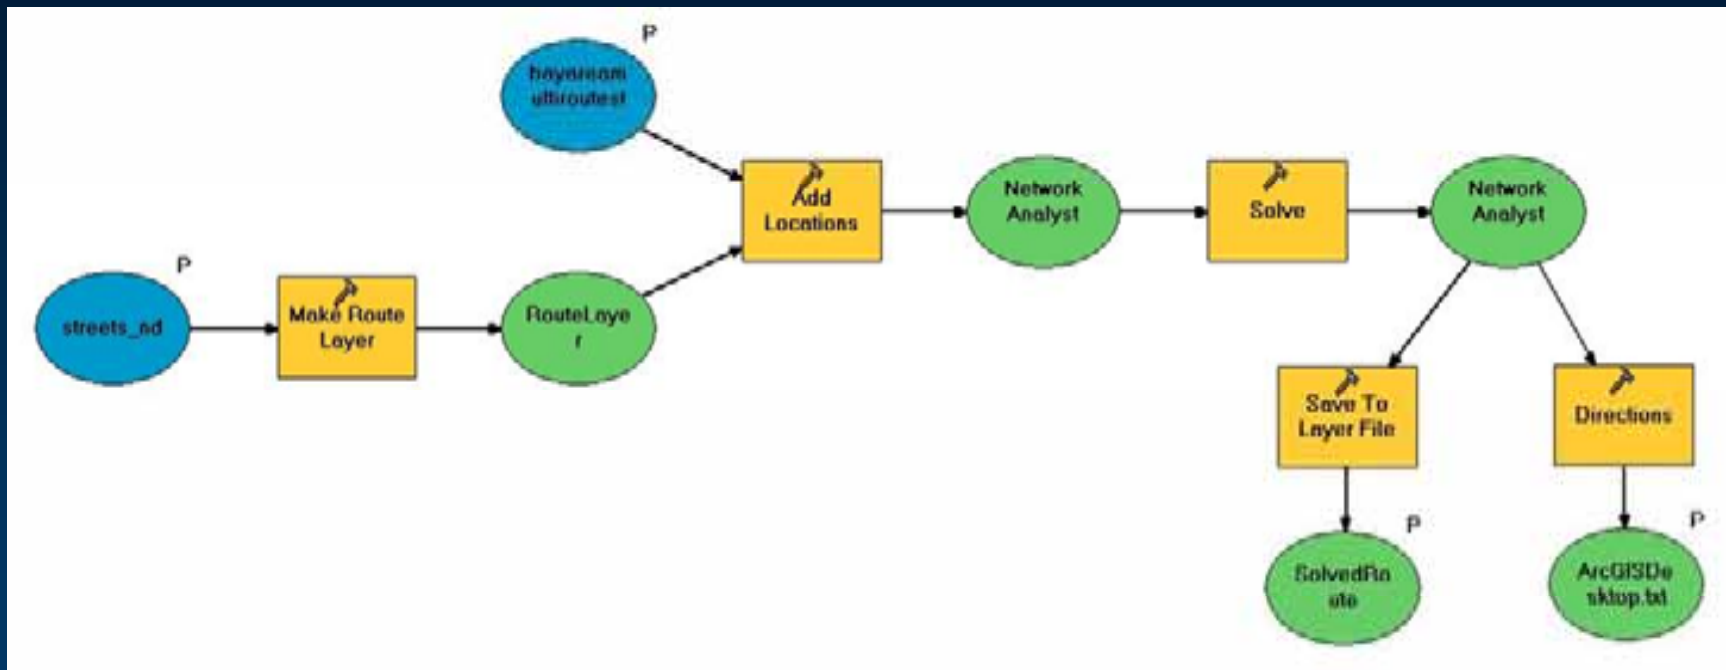 P
bayaream
ultiroutest
Add
Locations
Network
Analyst
Solve
Network
Analyst
P
streets_nd
Make Route
Layer
RouteLaye
r
Save To
Layer File
Directions
P
SolvedRo
ute
P
ArcGISDe
sktop.txt